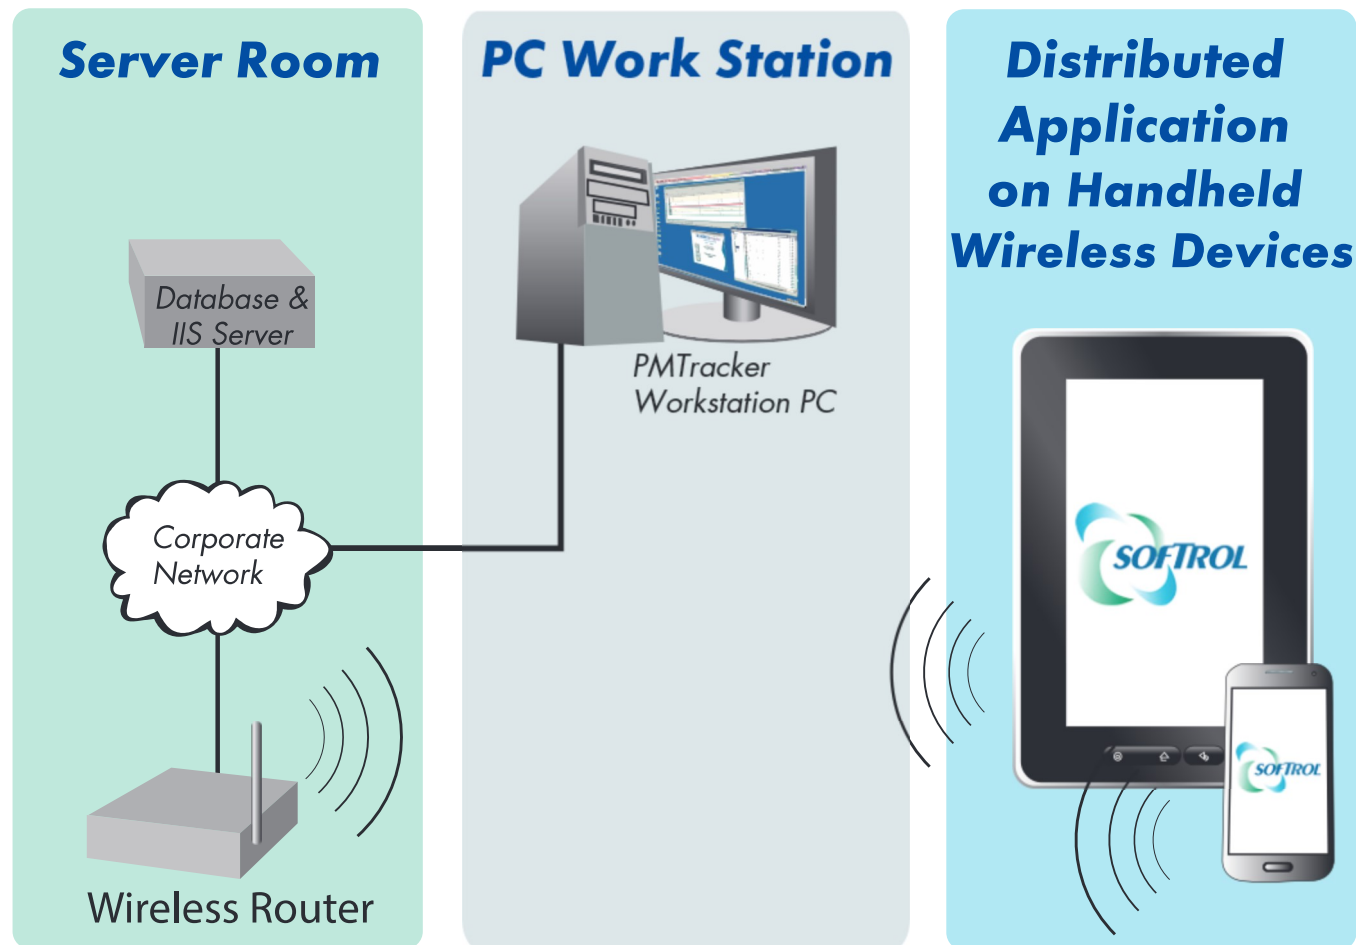 Server Room
Database &
IIS Server
Corporate
Network
Wireless Router
PC Work Station
PMTracker
Workstation PC
Distributed
Application
on Handheld
Wireless Devices
SOFTROL
SOFTROL